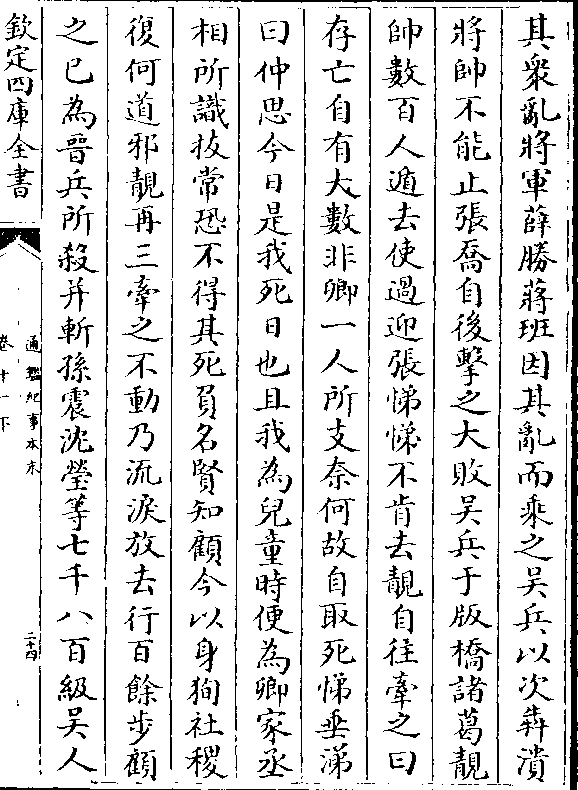 其衆亂將軍薛勝蔣班因其亂而乘之吳兵以次犇潰
將帥不能止張喬自後擊之大敗吳兵于版橋諸葛靚
帥數百人遁去使過迎張悌悌不肯去靚自往牽之曰
存亡自有大數非卿一人所支奈何故自取死悌垂涕
曰仲思今日是我死日也且我為兒童時便為卿家丞
相所識抜常恐不得其死負名賢知顧今以身狥社稷
復何道邪靚再三牽之不動乃流淚放去行百餘步顧
之已為晉兵所殺并斬孫震沈瑩等七千八百級吳人
欽定四庫全書
通鑑紀事本末
卷十一下
二十四